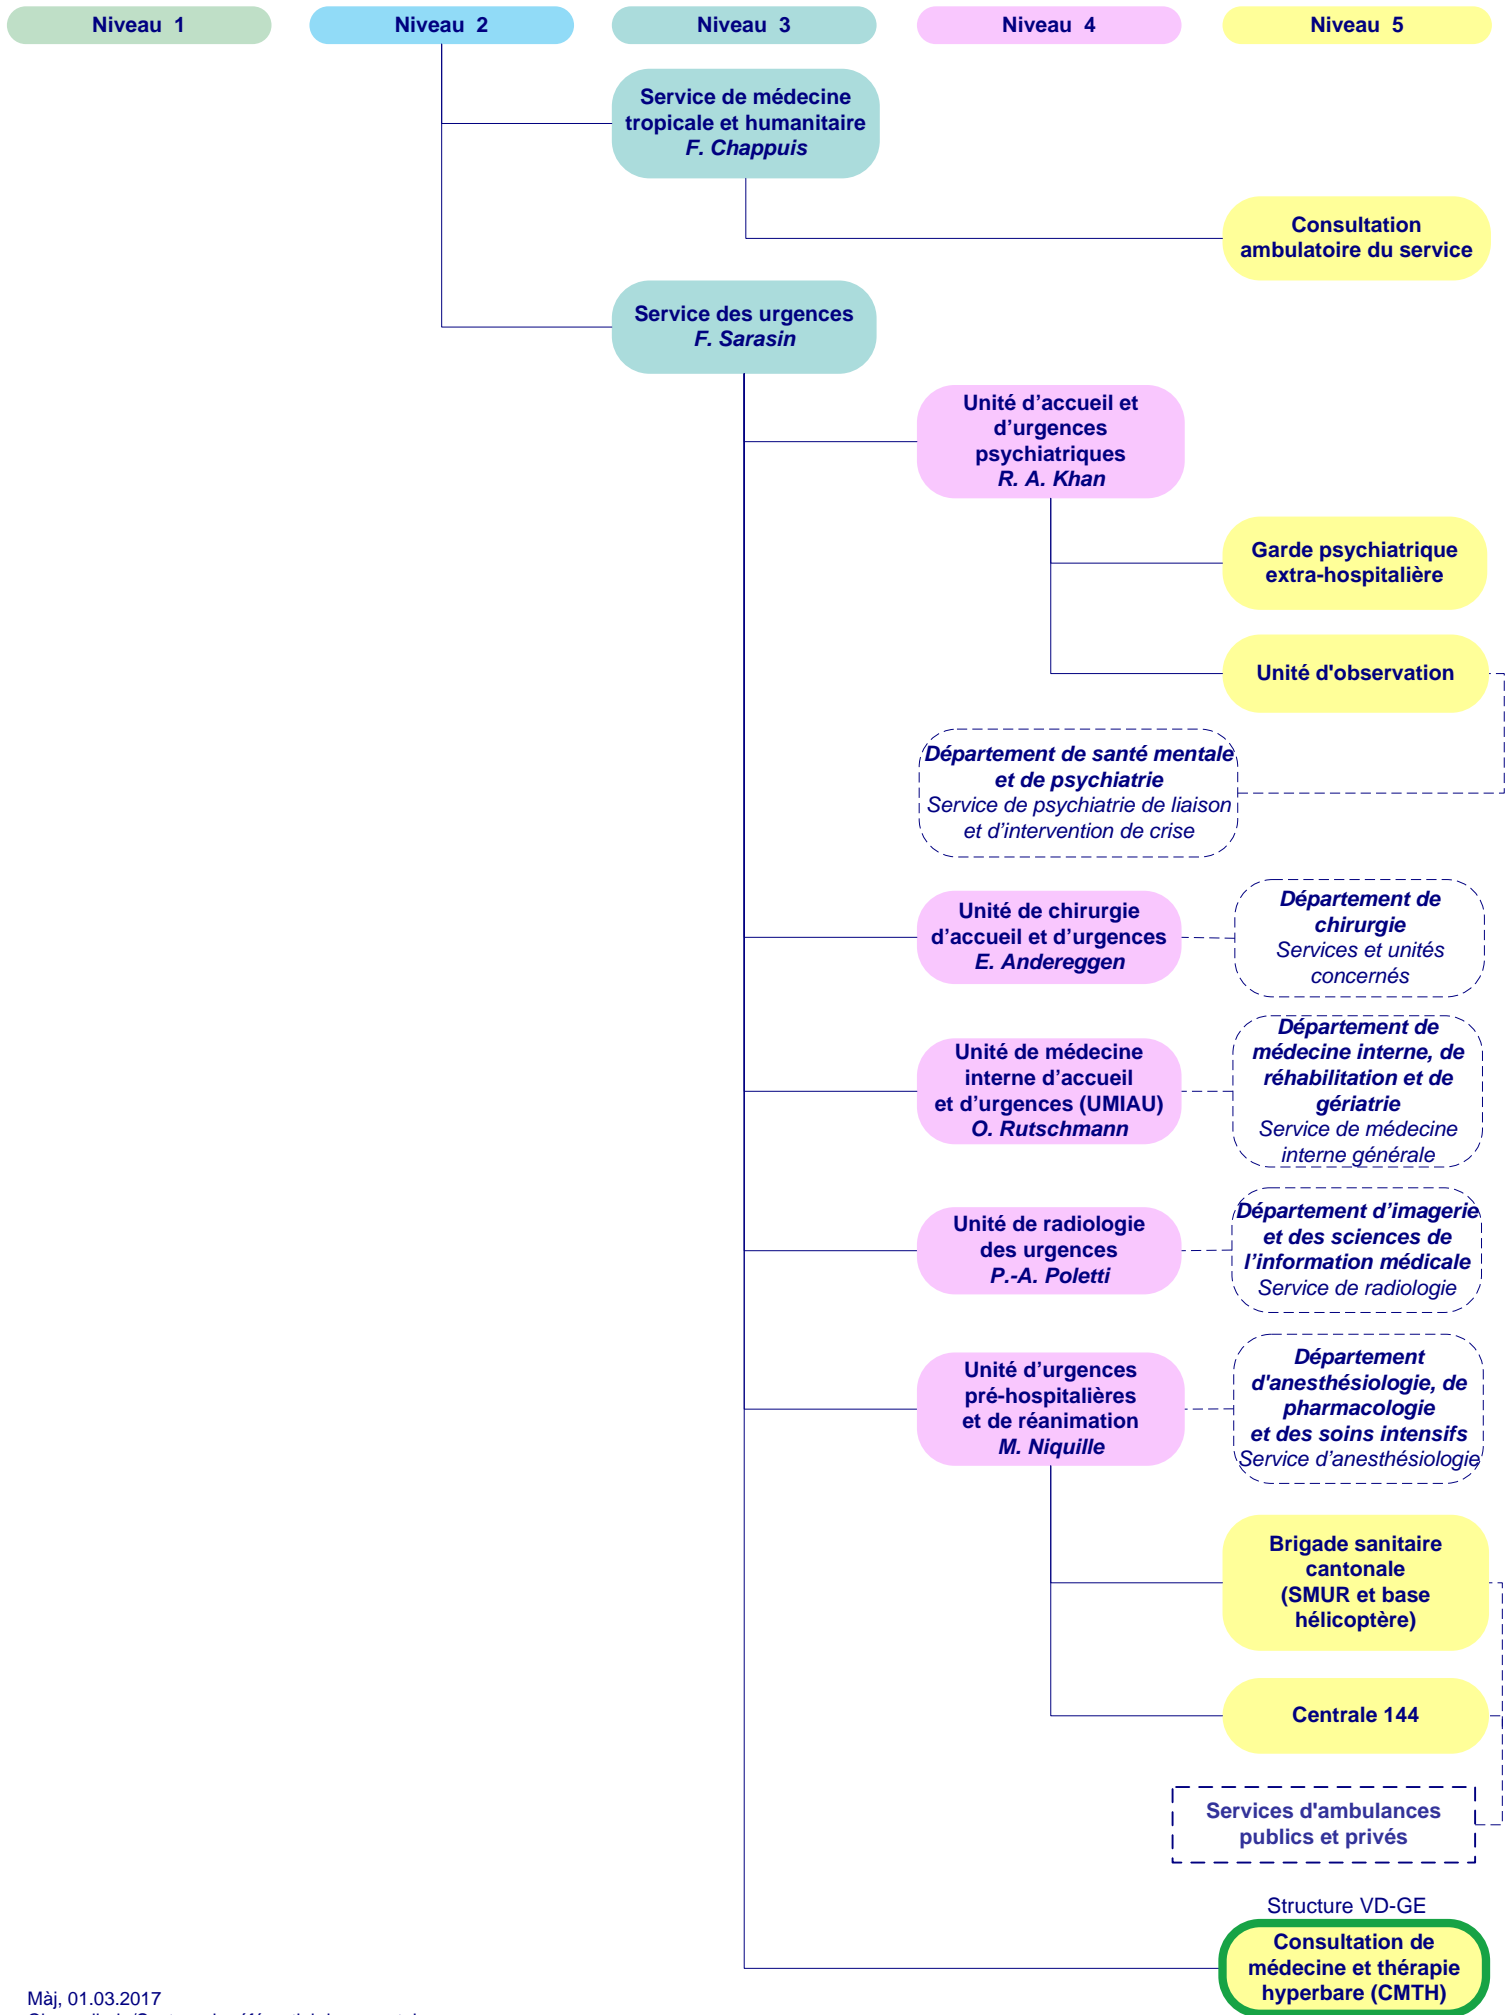 Niveau 1
Niveau 2
Niveau 3
Niveau 4
Niveau 5
Service de médecine
tropicale et humanitaire
F. Chappuis
Consultation
ambulatoire du service
Service des urgences
F. Sarasin
Unité d’accueil et
d’urgences
psychiatriques
R. A. Khan
Garde psychiatrique
extra-hospitalière
Unité d'observation
Département de santé mentale
et de psychiatrie
Service de psychiatrie de liaison
et d’intervention de crise
Unité de chirurgie
d’accueil et d’urgences
E. Andereggen
Département de
chirurgie
Services et unités
concernés
Unité de médecine
interne d’accueil
et d’urgences (UMIAU)
O. Rutschmann
Département de
médecine interne, de
réhabilitation et de
gériatrie
Service de médecine
interne générale
Unité de radiologie
des urgences
P.-A. Poletti
Département d’imagerie
et des sciences de
l’information médicale
Service de radiologie
Unité d’urgences
pré-hospitalières
et de réanimation
M. Niquille
Département
d'anesthésiologie, de
pharmacologie
et des soins intensifs
Service d’anesthésiologie
Brigade sanitaire
cantonale
(SMUR et base
hélicoptère)
Centrale 144
Services d'ambulances
publics et privés
Structure VD-GE
Consultation de
médecine et thérapie
hyperbare (CMTH)
Màj, 01.03.2017